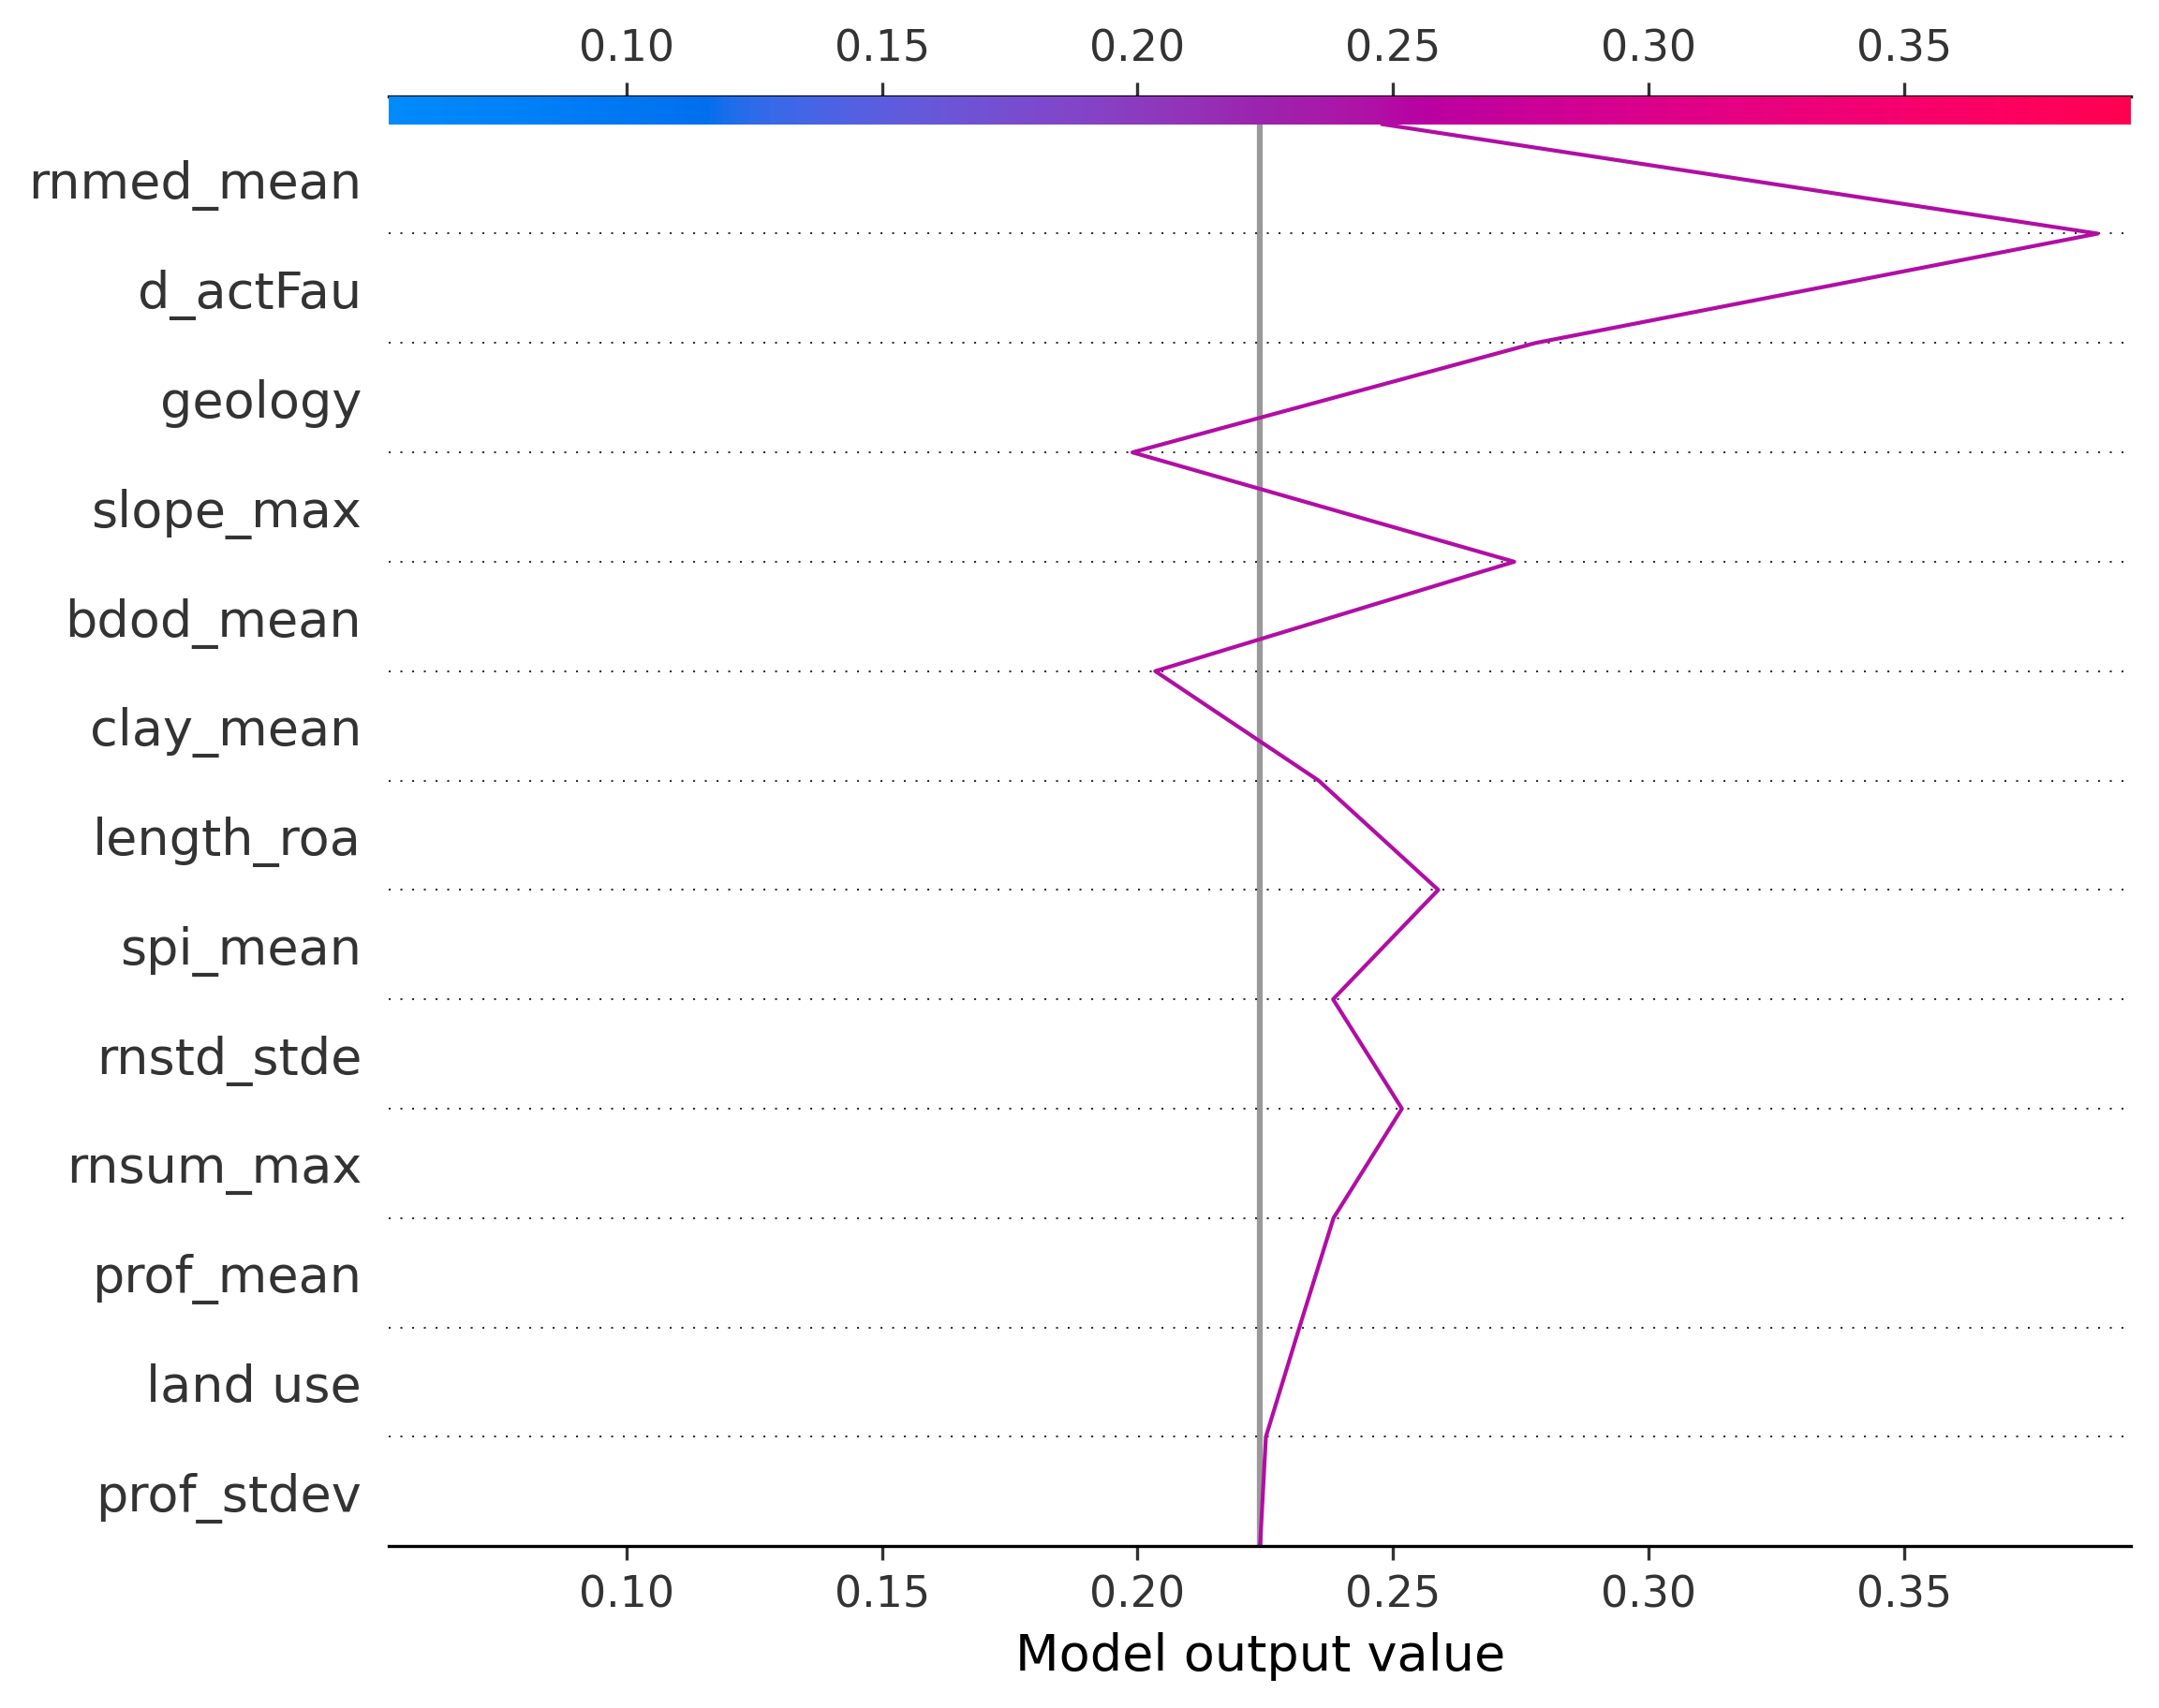 0.10 0.15 0.20 0.25 0.30 0.35
rnmed_mean
d_actFau
geology
slope_max
bdod_mean
clay_mean
length_roa
spi_mean
rnstd_stde
rnsum_max
prof_mean
land use
prof_stdev
0.10 0.15 0.20 0.25 0.30 0.35
Model output value